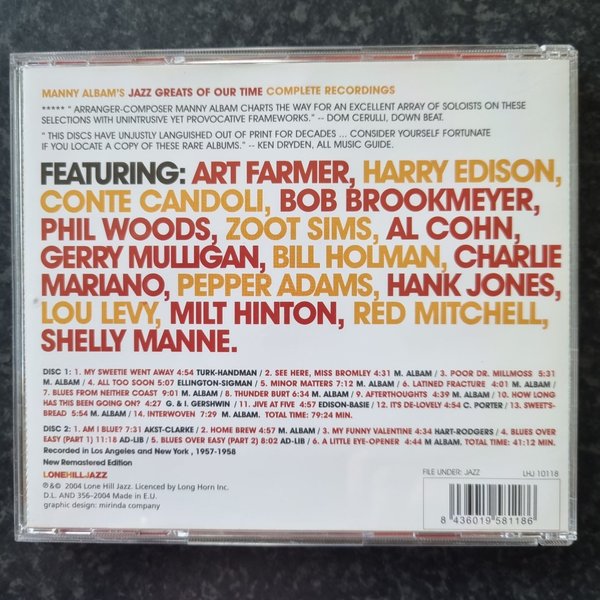 MANNY ALBAM'S JAZZ GREATS OF OUR TIME COMPLETE RECORDINGS
***** " ARRANGER-COMPOSER MANNY ALBAM CHARTS THE WAY FOR AN EXCELLENT ARRAY OF SOLOISTS ON THESE
SELECTIONS WITH UNINTRUSIVE YET PROVOCATIVE FRAMEWORKS." -- DOM CERULLI, DOWN BEAT.
" THIS DISCS HAVE UNJUSTLY LANGUISHED OUT OF PRINT FOR DECADES ... CONSIDER YOURSELF FORTUNATE
IF YOU LOCATE A COPY OF THESE RARE ALBUMS." -- KEN DRYDEN, ALL MUSIC GUIDE.
FEATURING: ART FARMER, HARRY EDISON,
CONTE CANDOLI, BOB BROOKMEYER,
PHIL WOODS, ZOOT SIMS, AL COHN,
GERRY MULLIGAN, BILL HOLMAN, CHARLIE
MARIANO, PEPPER ADAMS, HANK JONES,
LOU LEVY, MILT HINTON, RED MITCHELL,
SHELLY MANNE.
DISC 1: 1. MY SWEETIE WENT AWAY 4:54 TURK-HANDMAN / 2. SEE HERE, MISS BROMLEY 4:31 M. ALBAM / 3. POOR DR. MILLMOSS 5:31
M. ALBAM / 4. ALL TOO SOON 5:07 ELLINGTON-SIGMAN / 5. MINOR MATTERS 7:12 M. ALBAM / 6. LATINED FRACTURE 4:01 M. ALBAM /
7. BLUES FROM NEITHER COAST 9:01 M. ALBAM / 8. THUNDER BURT 6:34 M. ALBAM / 9. AFTERTHOUGHTS 4:39 M. ALBAM / 10. HOW LONG
HAS THIS BEEN GOING ON? 4:27 G. & I. GERSHWIN / 11. JIVE AT FIVE 4:57 EDISON-BASIE / 12. IT'S DE-LOVELY 4:54 C. PORTER / 13. SWEET'S-
BREAD 5:54 M. ALBAM / 14. INTERWOVEN 7:29 M. ALBAM. TOTAL TIME: 79:24 MIN.
DISC 2: 1. AM I BLUE? 7:31 AKST-CLARKE / 2. HOME BREW 4:57 M. ALBAM / 3. MY FUNNY VALENTINE 4:34 HART-RODGERS / 4. BLUES OVER
EASY (PART 1) 11:18 AD-LIB / 5. BLUES OVER EASY (PART 2) 8:02 AD-LIB / 6. A LITTLE EYE-OPENER 4:44 M ALBAM. TOTAL TIME: 41:12 MIN.
Recorded in Los Angeles and New York , 1957-1958
New Remastered Edition
LONEHILLJAZZ
℗ &© 2004 Lone Hill Jazz. Licenced by Long Horn Inc.
D.L. AND 356-2004 Made in E.U.
graphic design: mirinda company
FILE UNDER: JAZZ
LHJ 10118
8 436019 581186